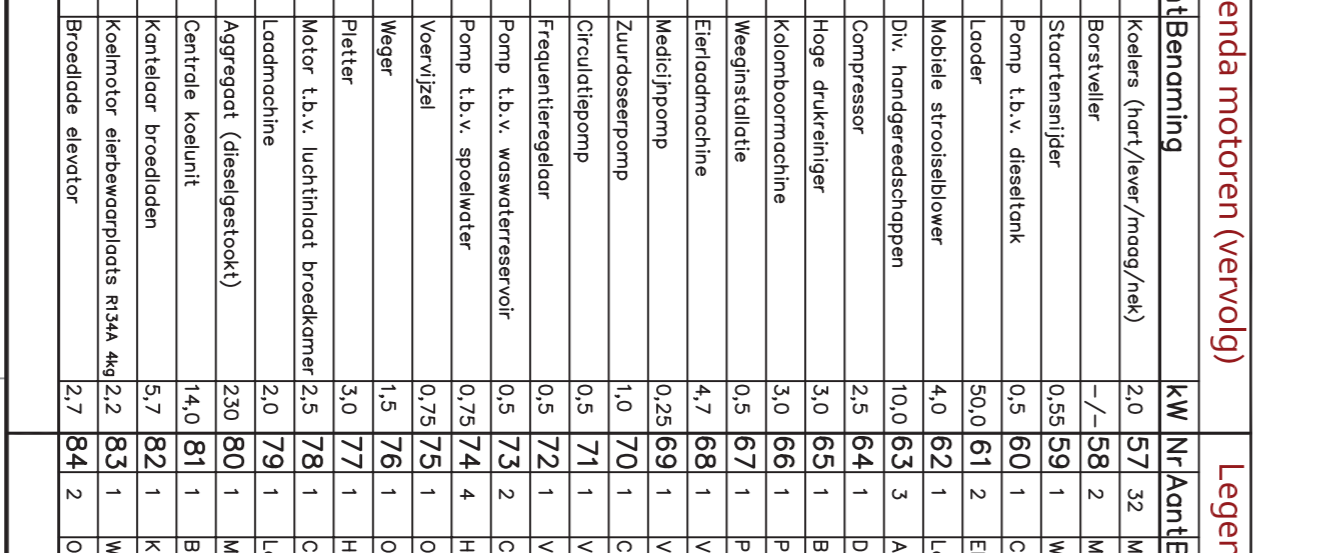 enda motoren (vervolg)
Legen
nt Benaming kW Nr Aant B
Koelers (hart/lever/maag/nek) 2,0 57 32 M
Borstveller -/- 58 2 M
Staartensnijder 0,55 59 1 W
Pomp t.b.v. dieseltank 0,5 60 1 C
Laoder 50,0 61 2 E
Mobiele strooiselblower 4,0 62 1 L
Div. handgereedschappen 10,0 63 3 A
Compressor 2,5 64 1 D
Hoge drukreiniger 3,0 65 1 B
Kolomboormachine 3,0 66 1 P
Weeginstallatie 0,5 67 1 P
Eierlaadmachine 4,7 68 1 V
Medicijnpomp 0,25 69 1 V
Zuurdoseerpomp 1,0 70 1 C
Circulatiepomp 0,5 71 1 V
Frequentieregelaar 0,5 72 1 V
Pomp t.b.v. waswaterreservoir 0,5 73 2 C
Pomp t.b.v. spoelwater 0,75 74 4 H
Voervijzel 0,75 75 1 O
Weger 1,5 76 1 O
Pletter 3,0 77 1 H
Motor t.b.v. luchtinlaat broedkamer 2,5 78 1 C
Laadmachine 2,0 79 1 L
Aggregaat (dieselgestookt) 230 80 1 M
Centrale koelunit 14,0 81 1 B
Kantelaar broedladen 5,7 82 1 K
Koelmotor eierbewaarplaats R134A 4kg 2,2 83 1 W
Broedlade elevator 2,7 84 2 O